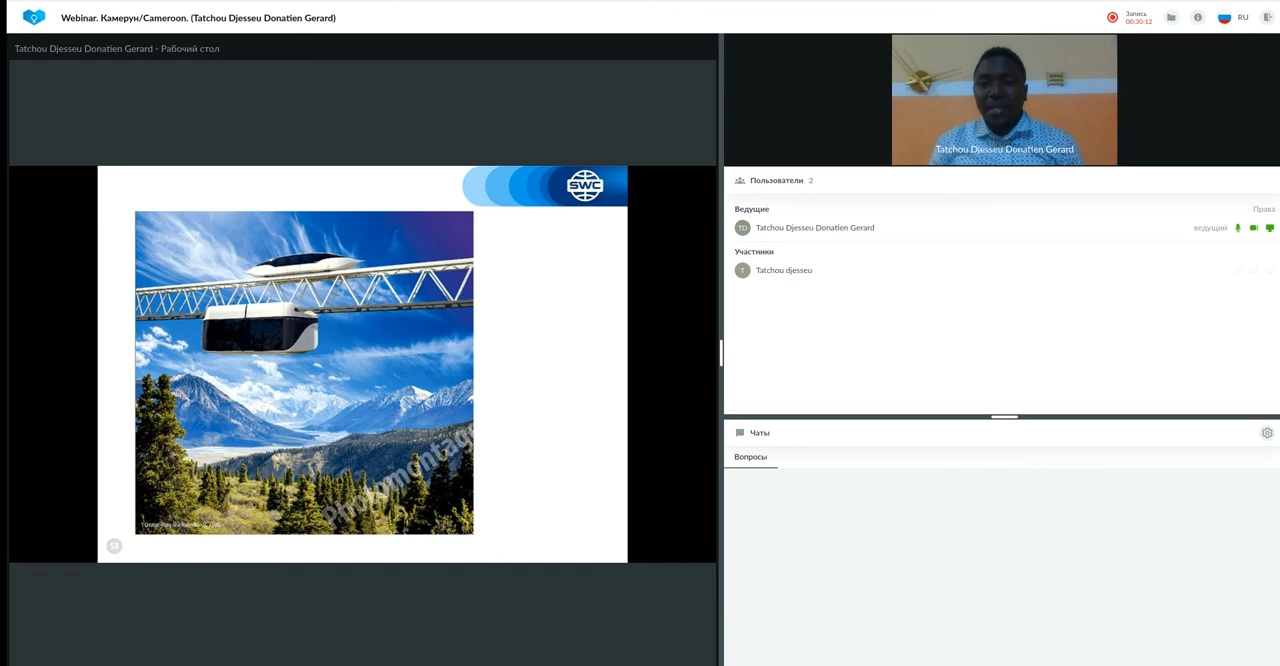 Webinar. Камерун/Cameroon. (Tatchou Djesseu Donatien Gerard)
Запись
00:30:12
RU
Tatchou Djesseu Donatien Gerard - Рабочий стол
SWC
Photomontage
58
Tatchou Djesseu Donatien Gerard
Пользователи 2
Ведущие
Права
TD
Tatchou Djesseu Donatien Gerard
ведущий
Участники
T
Tatchou djesseu
Чаты
Вопросы